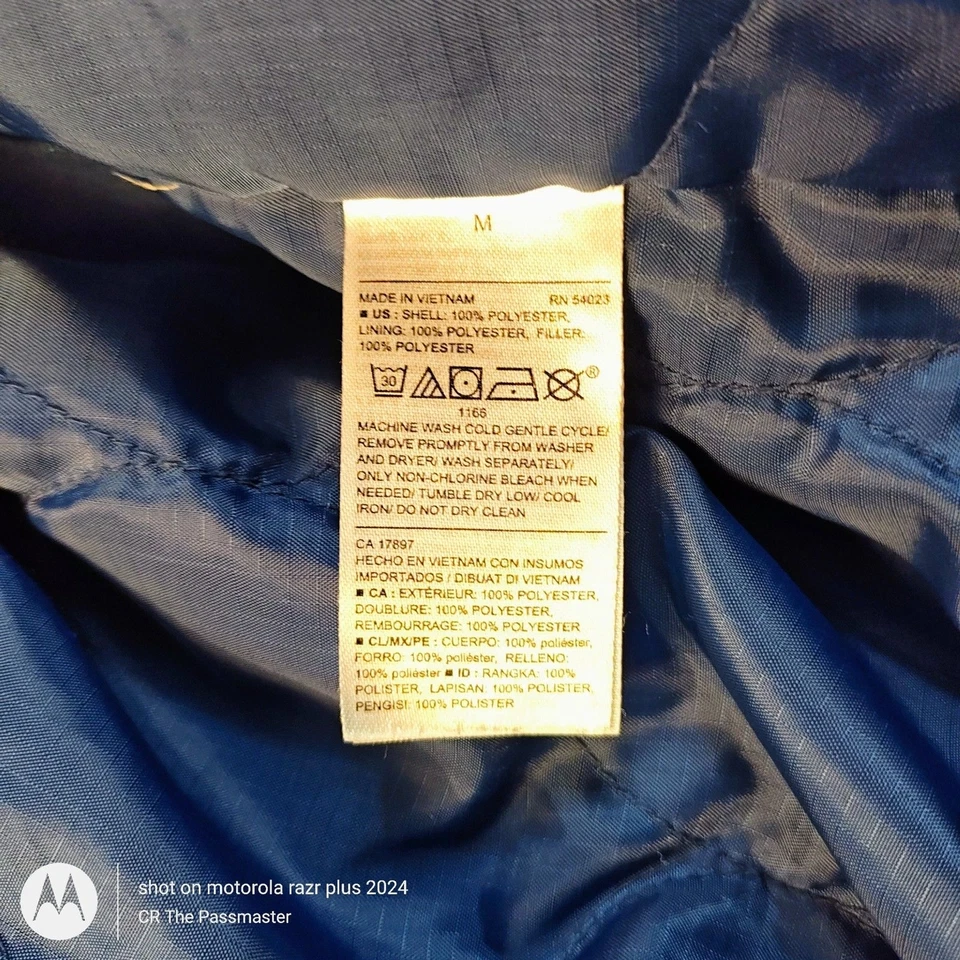 M
MADE IN VIETNAM RN 54023
■ US : SHELL: 100% POLYESTER,
LINING: 100% POLYESTER, FILLER:
100% POLYESTER
30 ®
1166
MACHINE WASH COLD GENTLE CYCLE/
REMOVE PROMPTLY FROM WASHER
AND DRYER/ WASH SEPARATELY/
ONLY NON-CHLORINE BLEACH WHEN
NEEDED/ TUMBLE DRY LOW/ COOL
IRON/ DO NOT DRY CLEAN
CA 17897
HECHO EN VIETNAM CON INSUMOS
IMPORTADOS / DIBUAT DI VIETNAM
■ CA : EXTÉRIEUR: 100% POLYESTER,
DOUBLURE: 100% POLYESTER,
REMBOURRAGE: 100% POLYESTER
■ CL/MX/PE : CUERPO: 100% poliéster,
FORRO: 100% poliéster, RELLENO:
100% poliéster ■ ID : RANGKA: 100%
POLISTER, LAPISAN: 100% POLISTER,
PENGISI: 100% POLISTER
shot on motorola razr plus 2024
CR The Passmaster